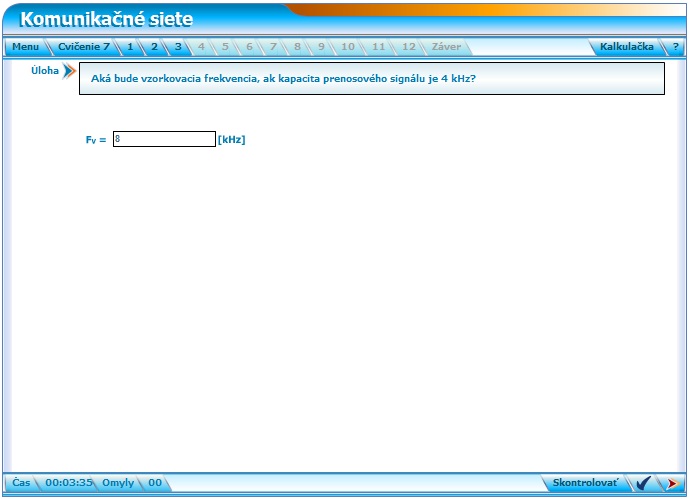 Komunikačné siete
Menu Cvičenie 7 1 2 3 4 5 6 7 8 9 10 11 12 Záver Kalkulačka ?
Úloha Aká bude vzorkovacia frekvencia, ak kapacita prenosového signálu je 4 kHz?
Fv = 8 [kHz]
Čas 00:03:35 Omyly 00 Skontrolovať